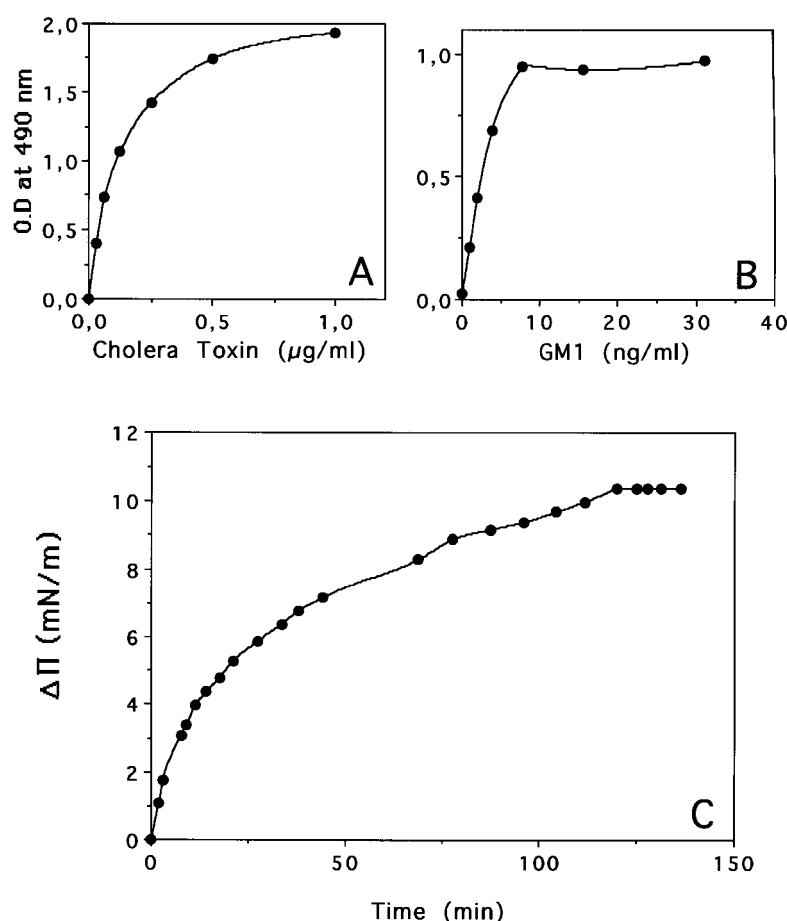 O.D at 490 nm
2,0
1,5
1,0
0,5
0,0
0,0 0,5 1,0
Cholera Toxin (µg/ml)
A
1,0
0,5
0,0
0 10 20 30 40
GM1 (ng/ml)
B
ΔΠ (mN/m)
12
10
8
6
4
2
0
0 50 100 150
Time (min)
C